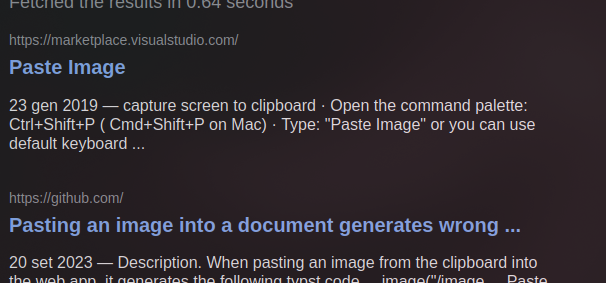 Fetched the results in 0.64 seconds
https://marketplace.visualstudio.com/
Paste Image
23 gen 2019 — capture screen to clipboard · Open the command palette:
Ctrl+Shift+P ( Cmd+Shift+P on Mac) · Type: "Paste Image" or you can use
default keyboard ...
https://github.com/
Pasting an image into a document generates wrong ...
20 set 2023 — Description. When pasting an image from the clipboard into
the web app, it generates the following typst code ... image("/image ... Paste